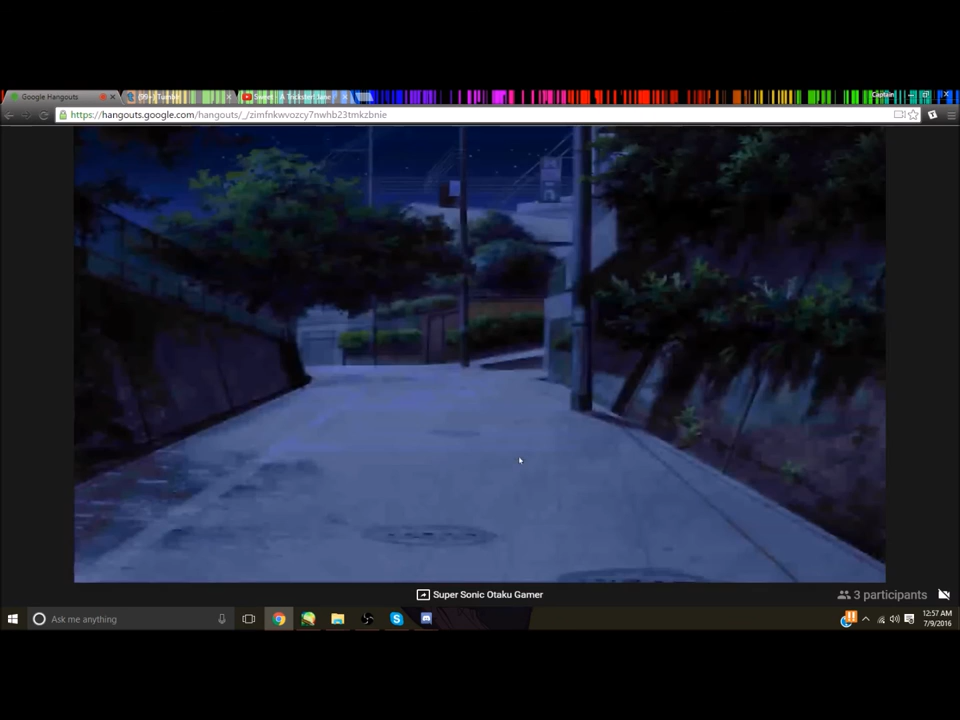 Google Hangouts
Captain
https://hangouts.google.com/hangouts/_/zimfnkwvozcy7nwhb23tmkzbnie
Super Sonic Otaku Gamer
3 participants
Ask me anything
12:57 AM
7/9/2016